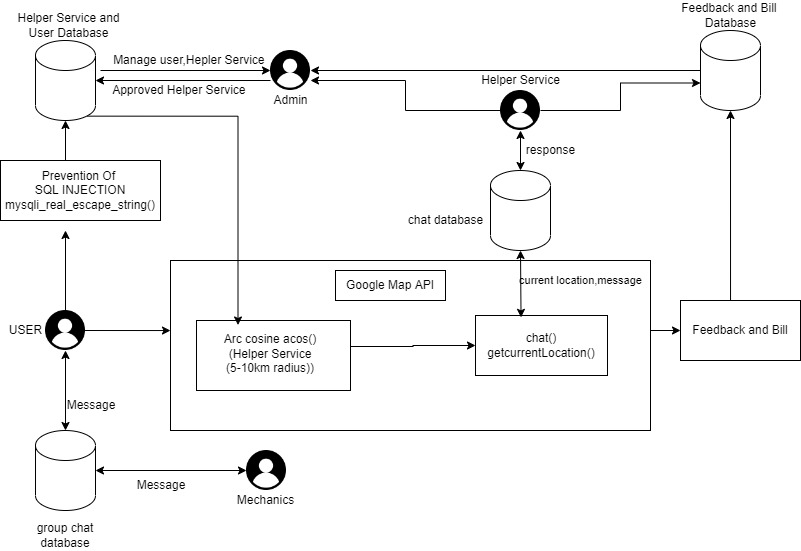 Helper Service and
User Database
Feedback and Bill
Database
Manage user,Hepler Service
Approved Helper Service
Admin
Helper Service
response
Prevention Of
SQL INJECTION
mysqli_real_escape_string()
chat database
Google Map API
current location,message
USER
Arc cosine acos()
(Helper Service
(5-10km radius))
chat()
getcurrentLocation()
Feedback and Bill
Message
Message
Mechanics
group chat
database